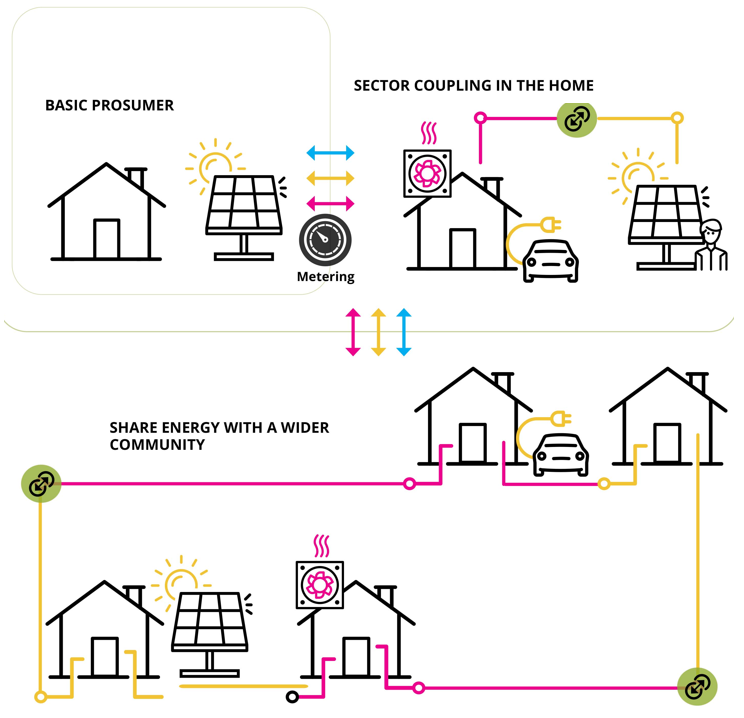 BASIC PROSUMER
SECTOR COUPLING IN THE HOME
Metering
SHARE ENERGY WITH A WIDER
COMMUNITY